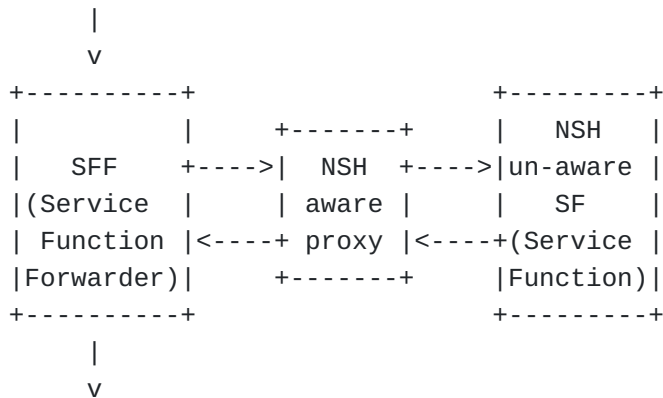 |
v
+----------+                  +---------+
|          |     +-------+    |   NSH   |
|   SFF    +---->|  NSH  +---->|un-aware |
|(Service  |     | aware |    |   SF    |
| Function |<----+ proxy |<----+(Service |
|Forwarder)|     +-------+    |Function)|
+----------+                  +---------+
|
v